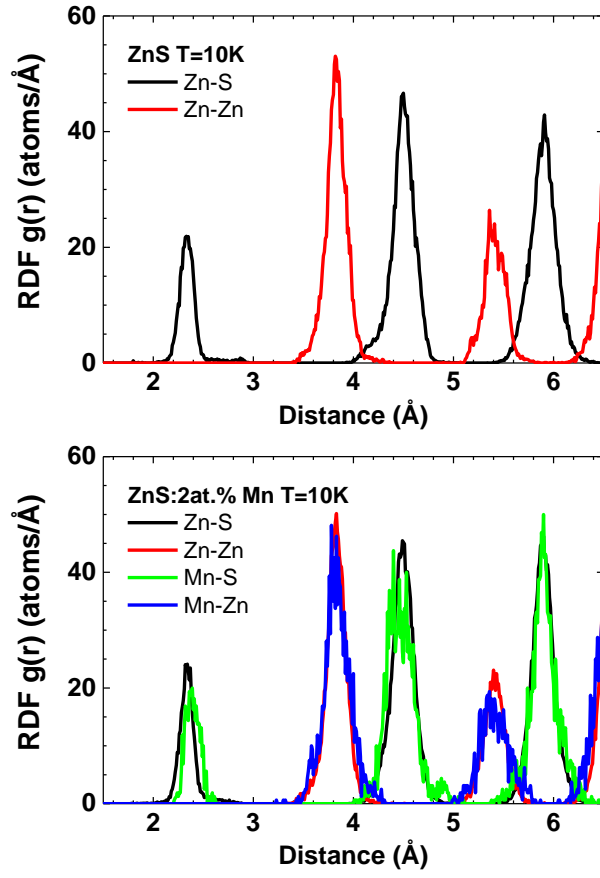 60
40
20
0
RDF g(r) (atoms/Å)
ZnS T=10K
Zn-S
Zn-Zn
2 3 4 5 6
Distance (Å)
60
40
20
0
RDF g(r) (atoms/Å)
ZnS:2at.% Mn T=10K
Zn-S
Zn-Zn
Mn-S
Mn-Zn
2 3 4 5 6
Distance (Å)